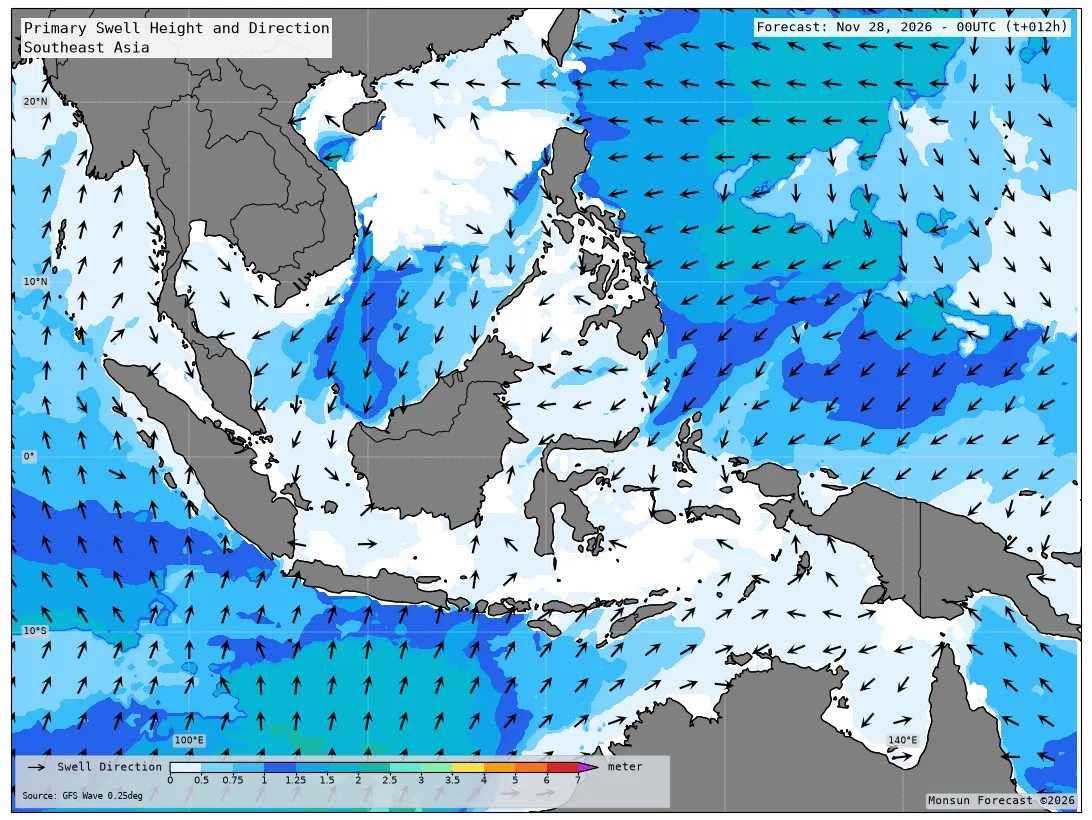 Primary Swell Height and Direction
Southeast Asia
Forecast: Nov 28, 2026 - 00UTC (t+012h)
20°N
10°N
0°
10°S
100°E
140°E
Swell Direction
0 0.5 0.75 1 1.25 1.5 2 2.5 3 3.5 4 5 6 7
meter
Source: GFS Wave 0.25deg
Monsun Forecast ©2026